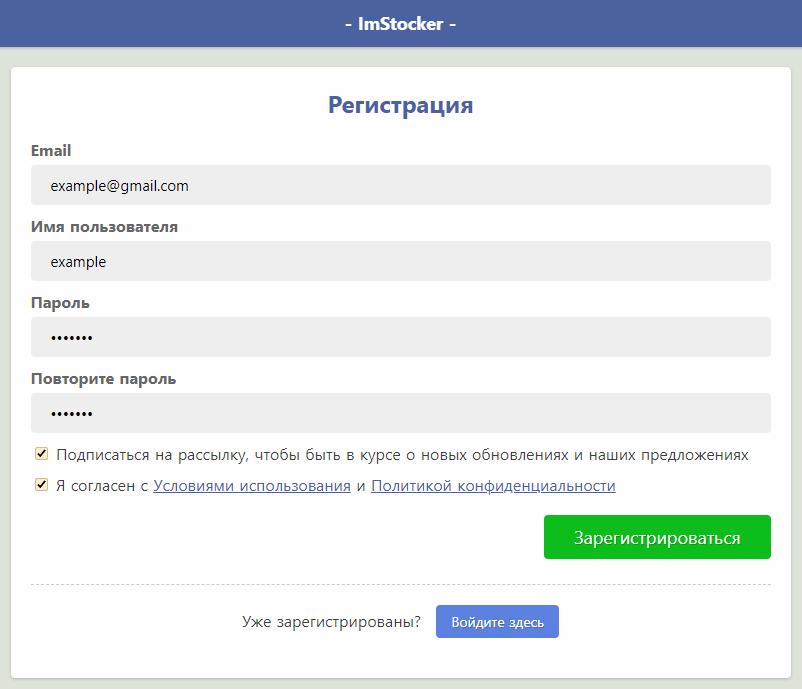 - ImStocker -
Регистрация
Email
example@gmail.com
Имя пользователя
example
Пароль
•••••••
Повторите пароль
•••••••
Подписаться на рассылку, чтобы быть в курсе о новых обновлениях и наших предложениях
Я согласен с Условиями использования и Политикой конфиденциальности
Зарегистрироваться
Уже зарегистрированы? Войдите здесь